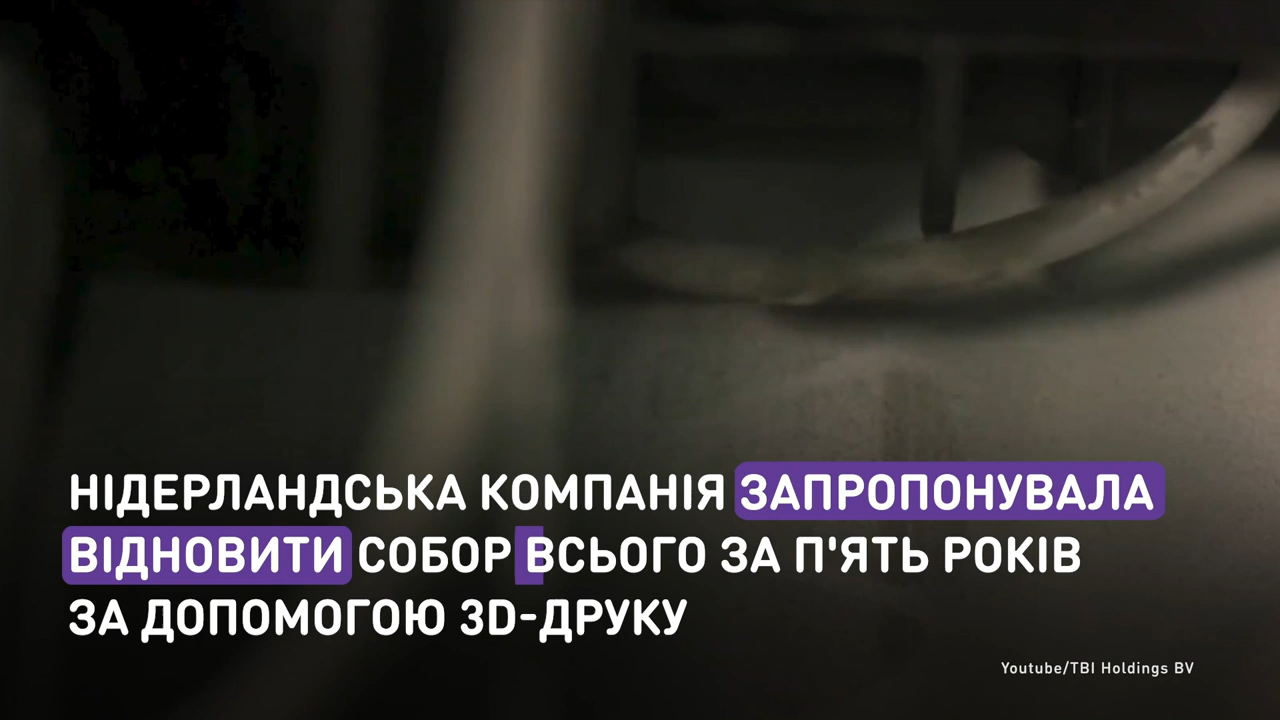 НІДЕРЛАНДСЬКА КОМПАНІЯ ЗАПРОПОНУВАЛА
ВІДНОВИТИ СОБОР ВСЬОГО ЗА П'ЯТЬ РОКІВ
ЗА ДОПОМОГОЮ 3D-ДРУКУ
Youtube/TBI Holdings BV